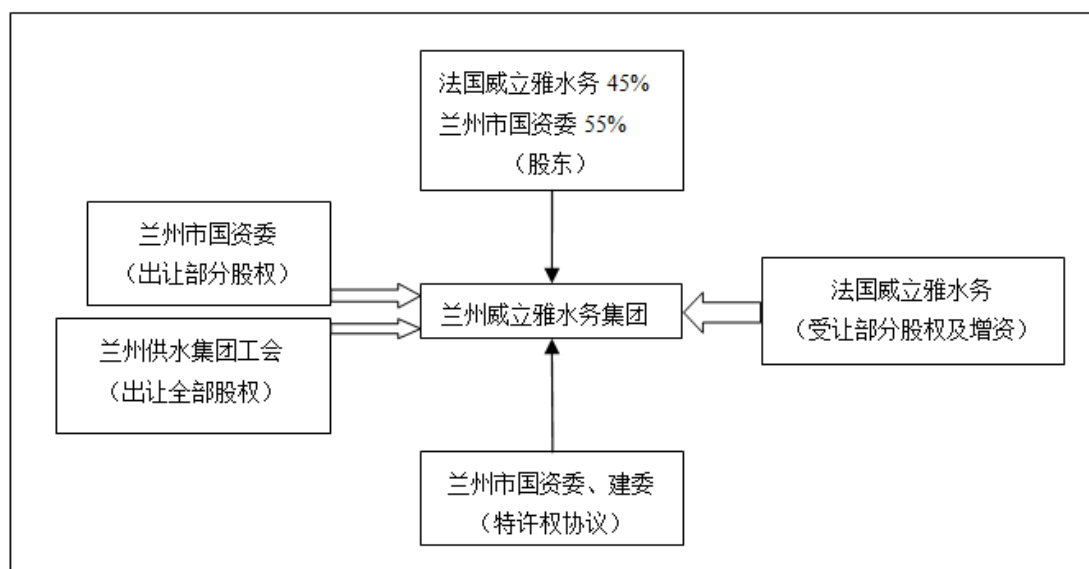 法国威立雅水务 45%
兰州市国资委 55%
（股东）
兰州市国资委
（出让部分股权）
兰州供水集团工会
（出让全部股权）
兰州威立雅水务集团
法国威立雅水务
（受让部分股权及增资）
兰州市国资委、建委
（特许权协议）